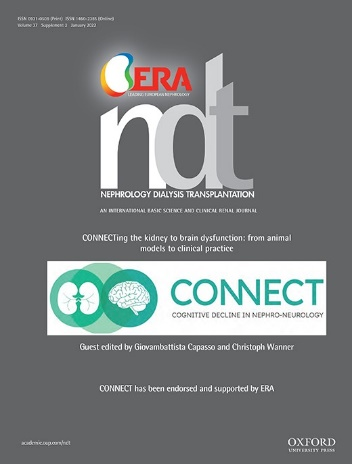 ISSN 0931-0509 (Print) ISSN 1460-2385 (Online)
Volume 37 Supplement 2 January 2022
ERA
LEADING EUROPEAN NEPHROLOGY
ndt
NEPHROLOGY DIALYSIS TRANSPLANTATION
AN INTERNATIONAL BASIC SCIENCE AND CLINICAL RENAL JOURNAL
CONNECTing the kidney to brain dysfunction: from animal
models to clinical practice
CONNECT
COGNITIVE DECLINE IN NEPHRO-NEUROLOGY
Guest edited by Giovambattista Capasso and Christoph Wanner
CONNECT has been endorsed and supported by ERA
academic.oup.com/ndt
OXFORD
UNIVERSITY PRESS